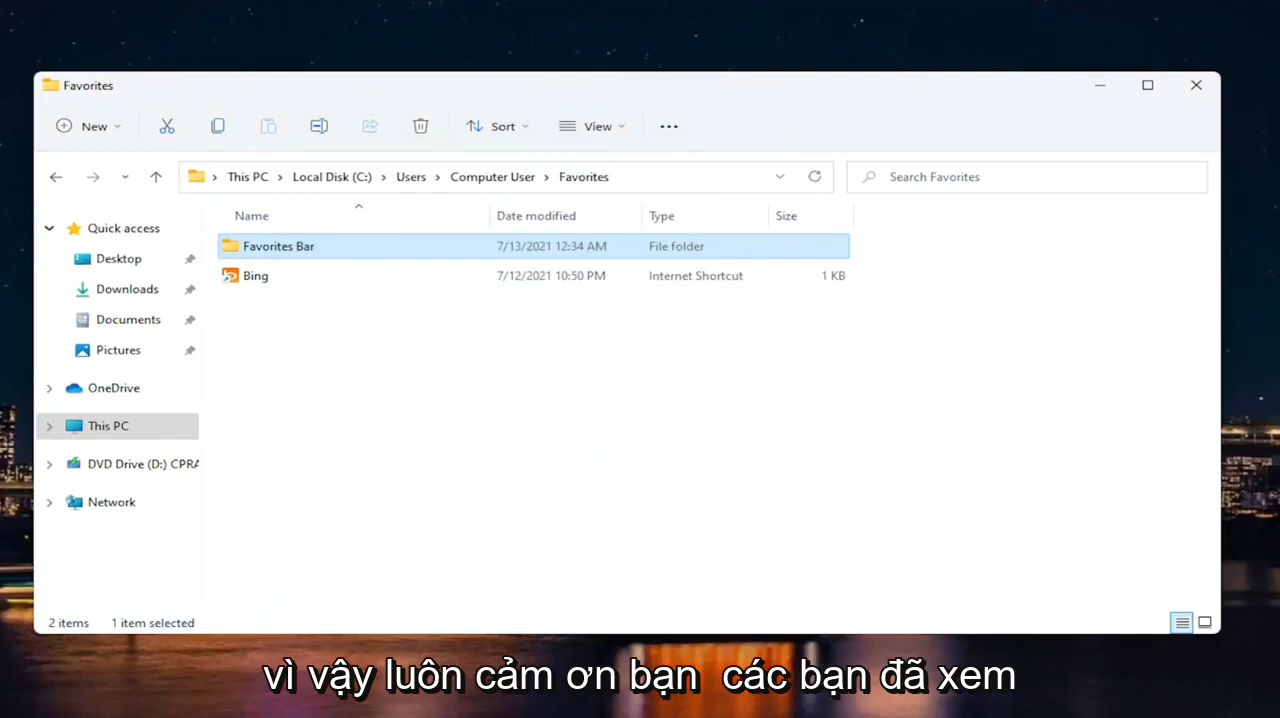 Favorites
New Sort View
This PC Local Disk (C:) Users Computer User Favorites Search Favorites
Name Date modified Type Size
Quick access
Favorites Bar 7/13/2021 12:34 AM File folder
Desktop
Bing 7/12/2021 10:50 PM Internet Shortcut 1 KB
Downloads
Documents
Pictures
OneDrive
This PC
DVD Drive (D:) CPRA
Network
2 items 1 item selected
vì vậy luôn cảm ơn bạn các bạn đã xem